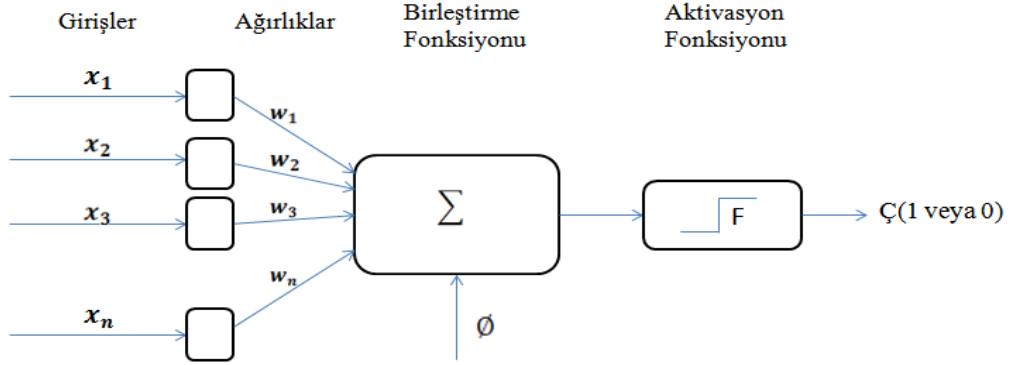 Girişler
Ağırlıklar
Birleştirme
Fonksiyonu
Aktivasyon
Fonksiyonu
x₁
w₁
x₂
w₂
x₃
w₃
xₙ
wₙ
∑
F
Ç(1 veya 0)
Ø